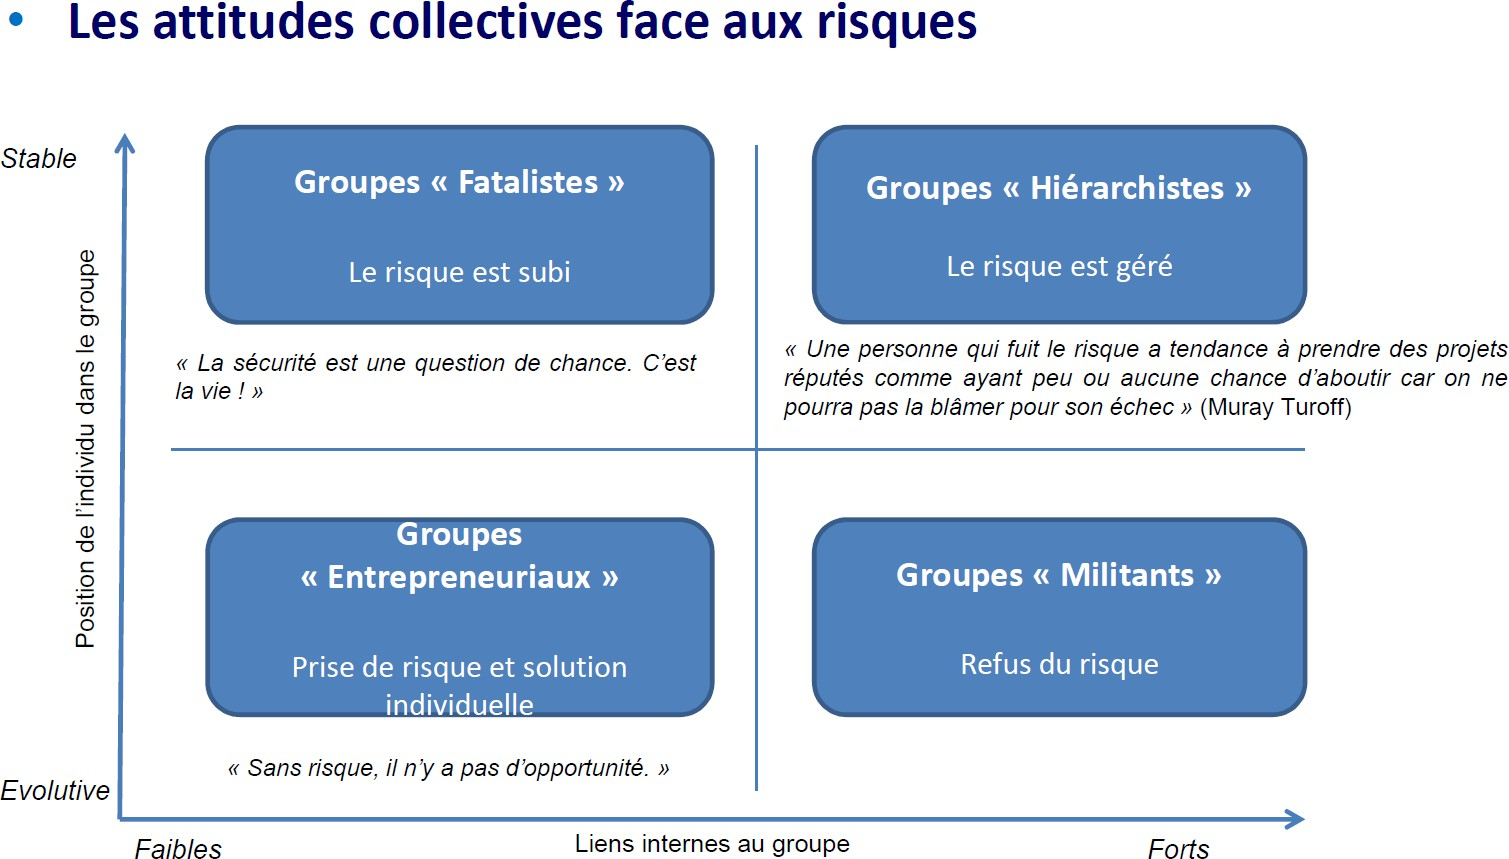 • Les attitudes collectives face aux risques
Stable
Position de l’individu dans le groupe
Groupes « Fatalistes »
Le risque est subi
« La sécurité est une question de chance. C’est
la vie ! »
Groupes « Hiérarchistes »
Le risque est géré
« Une personne qui fuit le risque a tendance à prendre des projets
réputés comme ayant peu ou aucune chance d’aboutir car on ne
pourra pas la blâmer pour son échec » (Muray Turoff)
Groupes
« Entrepreneuriaux »
Prise de risque et solution
individuelle
« Sans risque, il n’y a pas d’opportunité. »
Groupes « Militants »
Refus du risque
Evolutive
Faibles
Liens internes au groupe
Forts